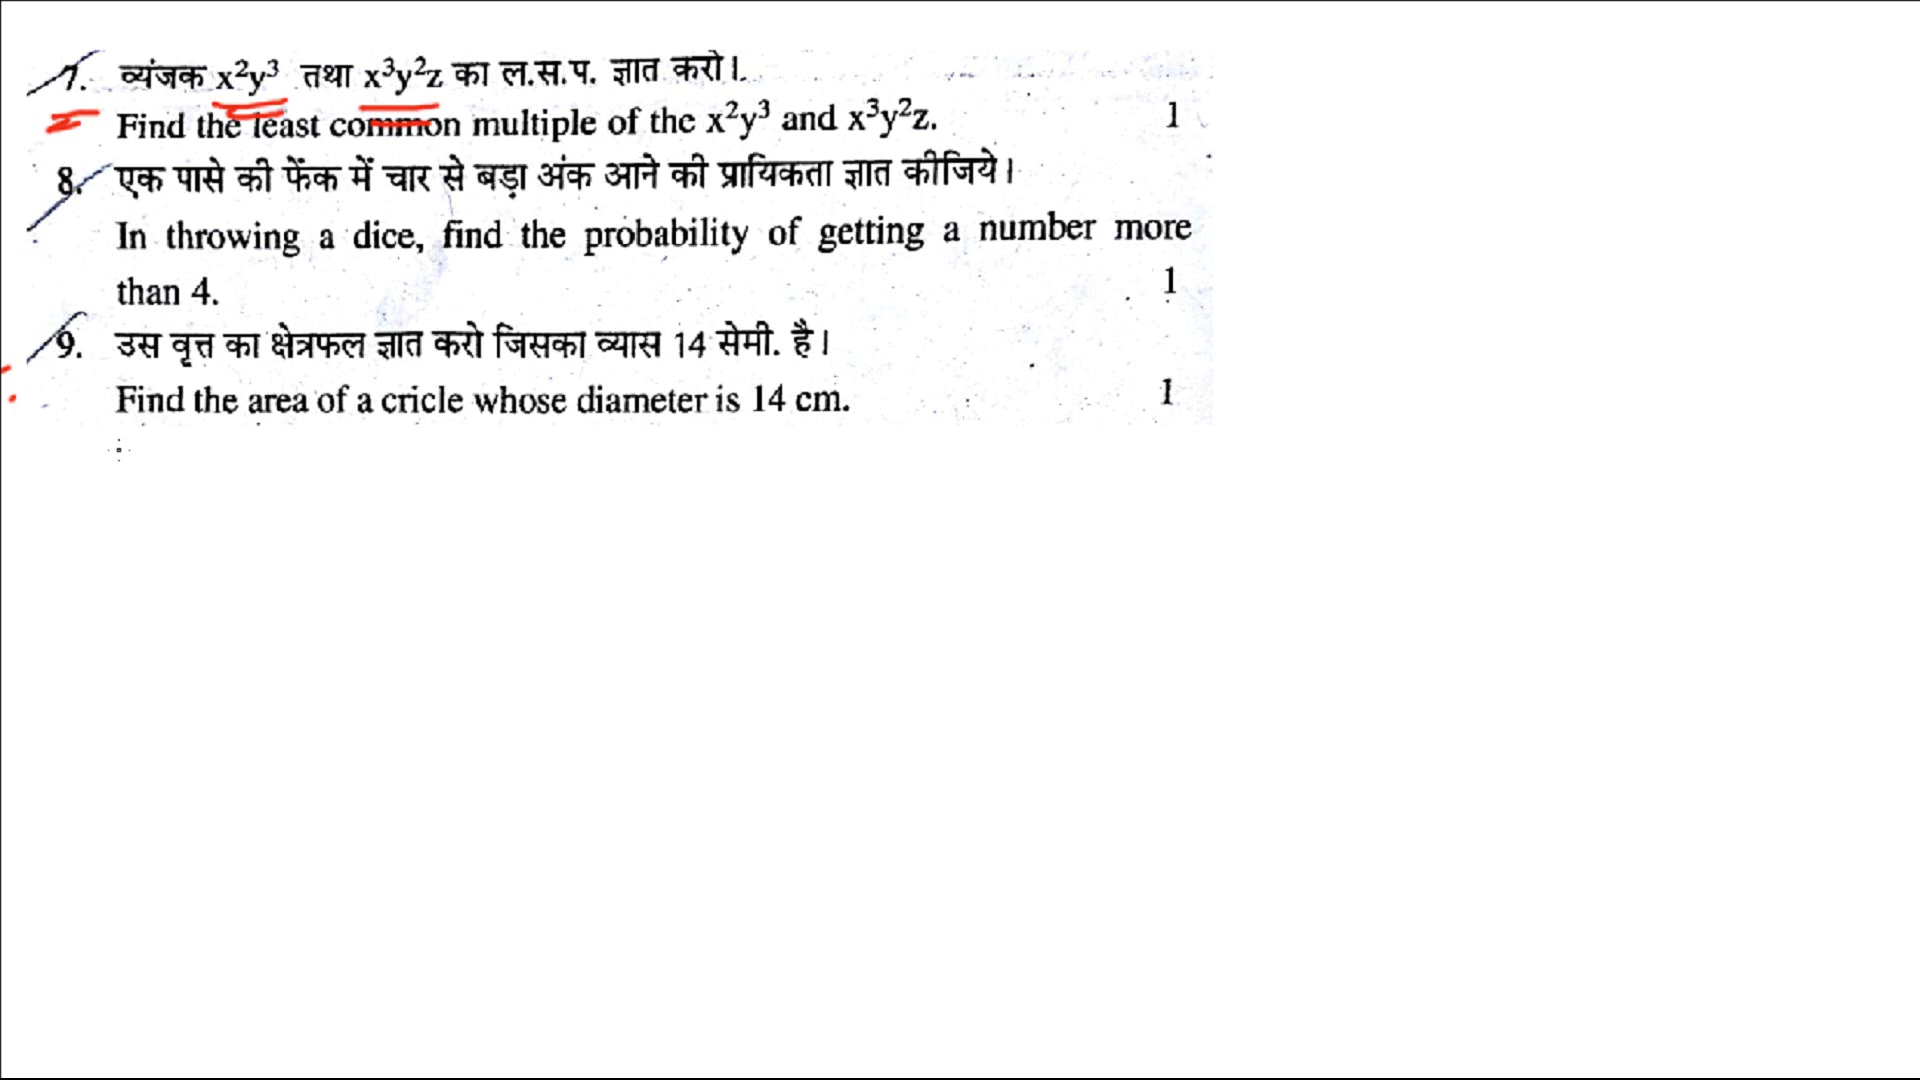 7. व्यंजक x²y³ तथा x³y²z का ल.स.प. ज्ञात करो।
Find the least common multiple of the x²y³ and x³y²z. 1
8. एक पासे की फेंक में चार से बड़ा अंक आने की प्रायिकता ज्ञात कीजिये।
In throwing a dice, find the probability of getting a number more
than 4. 1
9. उस वृत्त का क्षेत्रफल ज्ञात करो जिसका व्यास 14 सेमी. है।
Find the area of a cricle whose diameter is 14 cm. 1